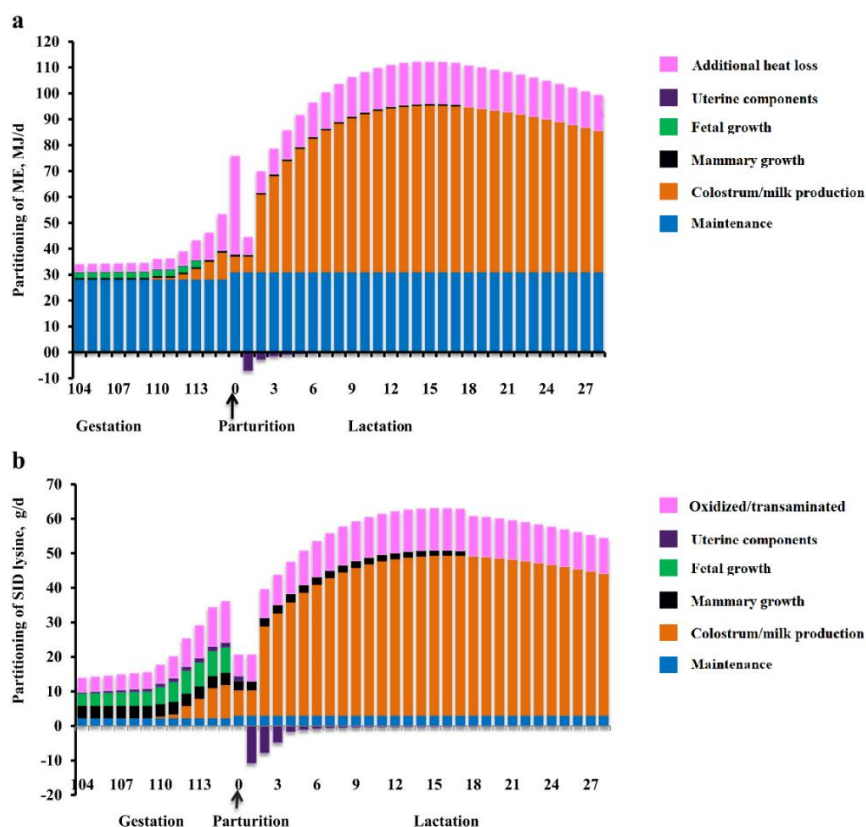 a
Partitioning of ME, MJ/d
120
110
100
90
80
70
60
50
40
30
20
10
00
-10
104 107 110 113 0 3 6 9 12 15 18 21 24 27
Gestation Parturition Lactation
Additional heat loss
Uterine components
Fetal growth
Mammary growth
Colostrum/milk production
Maintenance
b
Partitioning of SID lysine, g/d
70
60
50
40
30
20
10
0
-10
-20
104 107 110 113 0 3 6 9 12 15 18 21 24 27
Gestation Parturition Lactation
Oxidized/transaminated
Uterine components
Fetal growth
Mammary growth
Colostrum/milk production
Maintenance